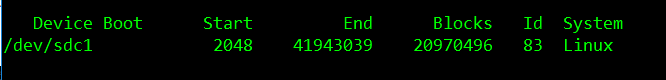 Device Boot Start End Blocks Id System
/dev/sdc1 2048 41943039 20970496 83 Linux